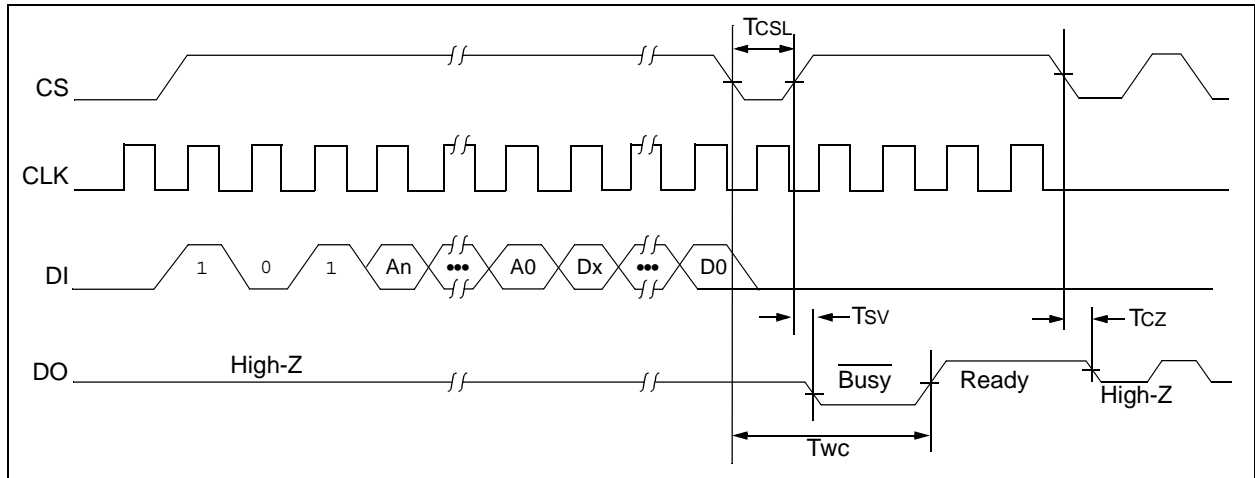 TCSL
CS
CLK
DI 1 0 1 An ••• A0 Dx ••• D0
TSV TCZ
DO High-Z Busy Ready High-Z
TWC